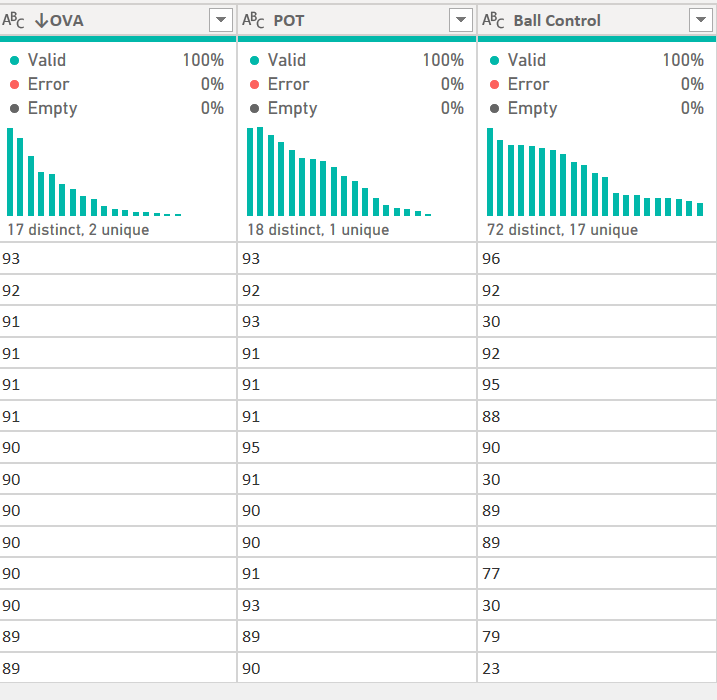 ABC ↓OVA ABC POT ABC Ball Control
Valid 100% Valid 100% Valid 100%
Error 0% Error 0% Error 0%
Empty 0% Empty 0% Empty 0%
17 distinct, 2 unique 18 distinct, 1 unique 72 distinct, 17 unique
93 93 96
92 92 92
91 93 30
91 91 92
91 91 95
91 91 88
90 95 90
90 91 30
90 90 89
90 90 89
90 91 77
90 93 30
89 89 79
89 90 23